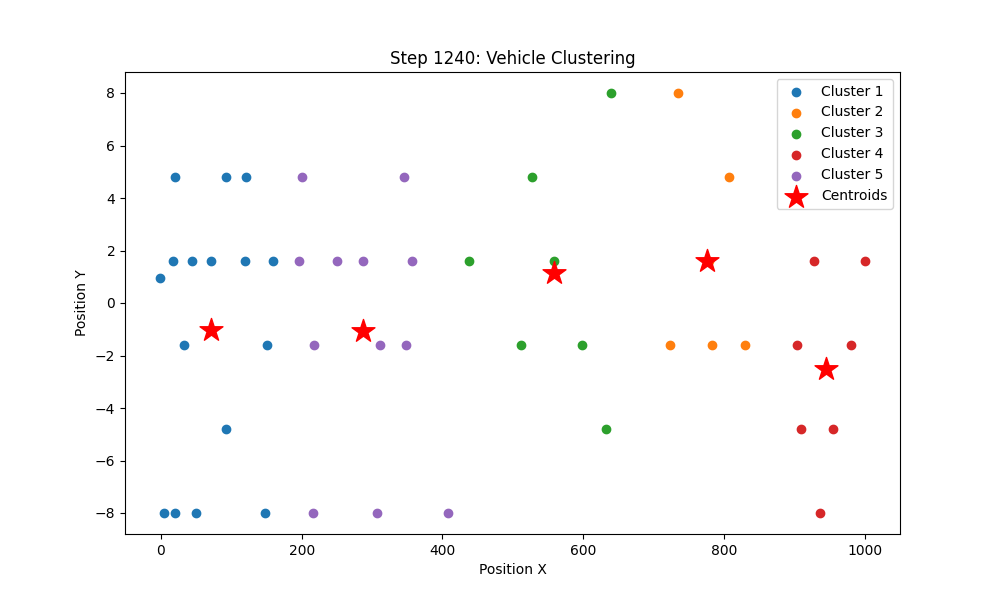 Step 1240: Vehicle Clustering
Cluster 1
Cluster 2
Cluster 3
Cluster 4
Cluster 5
Centroids
Position Y
8
6
4
2
0
−2
−4
−6
−8
0 200 400 600 800 1000
Position X